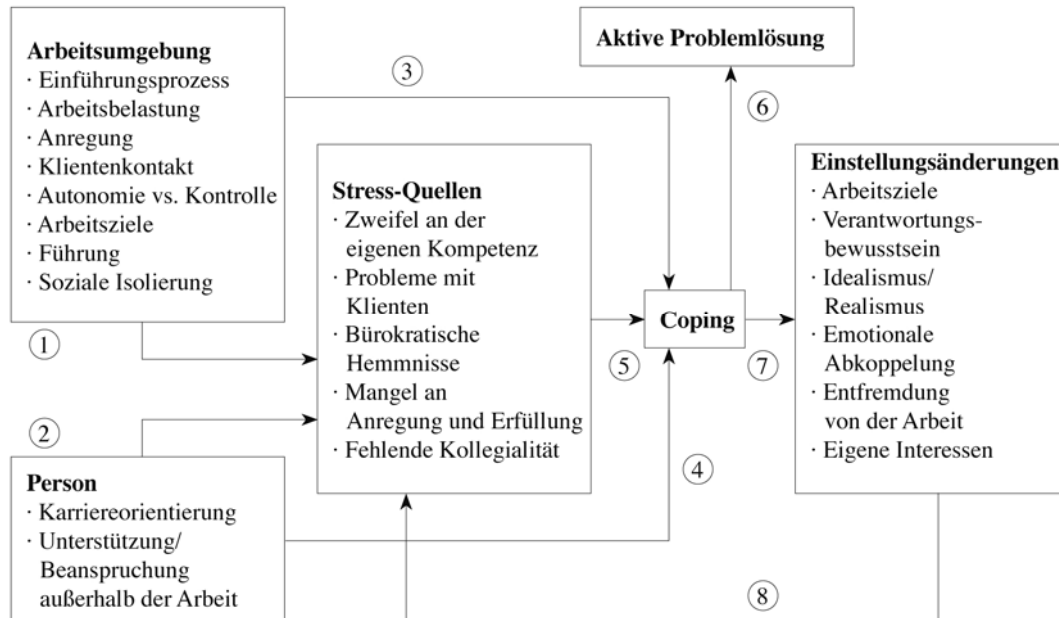 Arbeitsumgebung
· Einführungsprozess
· Arbeitsbelastung
· Anregung
· Klientenkontakt
· Autonomie vs. Kontrolle
· Arbeitsziele
· Führung
· Soziale Isolierung
①
②
Person
· Karriereorientierung
· Unterstützung/
Beanspruchung
außerhalb der Arbeit
③
Stress-Quellen
· Zweifel an der
eigenen Kompetenz
· Probleme mit
Klienten
· Bürokratische
Hemmnisse
· Mangel an
Anregung und Erfüllung
· Fehlende Kollegialität
④
⑤
Coping
Aktive Problemlösung
⑥
⑦
Einstellungsänderungen
· Arbeitsziele
· Verantwortungs-
bewusstsein
· Idealismus/
Realismus
· Emotionale
Abkoppelung
· Entfremdung
von der Arbeit
· Eigene Interessen
⑧